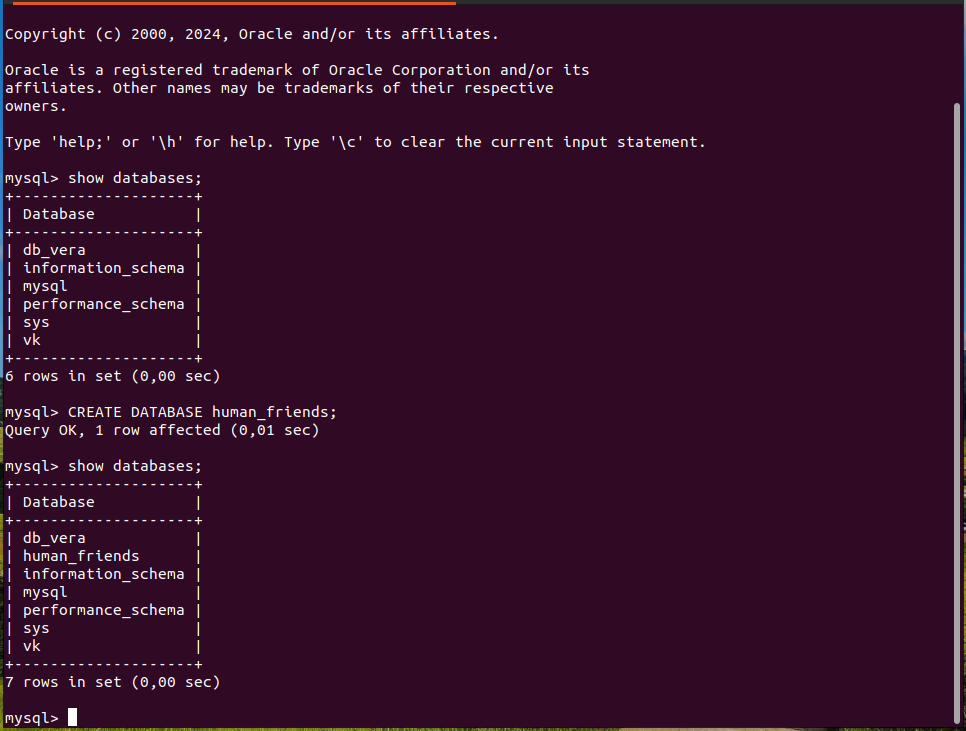 Copyright (c) 2000, 2024, Oracle and/or its affiliates.
Oracle is a registered trademark of Oracle Corporation and/or its
affiliates. Other names may be trademarks of their respective
owners.
Type 'help;' or '\h' for help. Type '\c' to clear the current input statement.
mysql> show databases;
+--------------------+
| Database           |
+--------------------+
| db_vera            |
| information_schema |
| mysql              |
| performance_schema |
| sys                |
| vk                 |
+--------------------+
6 rows in set (0,00 sec)
mysql> CREATE DATABASE human_friends;
Query OK, 1 row affected (0,01 sec)
mysql> show databases;
+--------------------+
| Database           |
+--------------------+
| db_vera            |
| human_friends      |
| information_schema |
| mysql              |
| performance_schema |
| sys                |
| vk                 |
+--------------------+
7 rows in set (0,00 sec)
mysql>